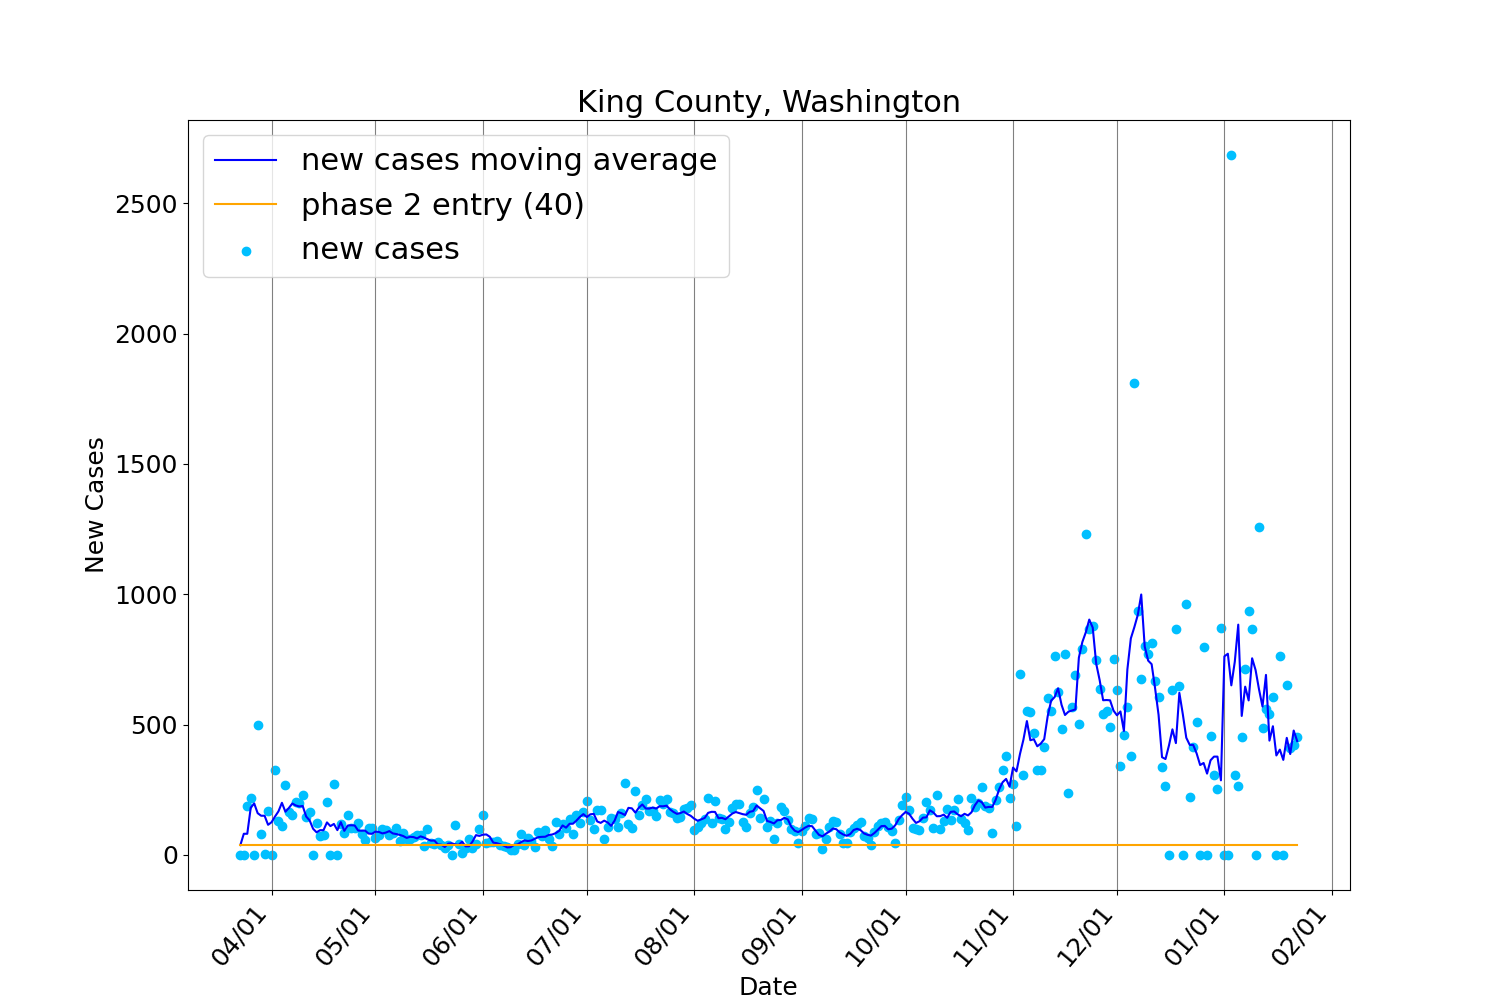 King County, Washington
new cases moving average
phase 2 entry (40)
new cases
New Cases
2500
2000
1500
1000
500
0
04/01 05/01 06/01 07/01 08/01 09/01 10/01 11/01 12/01 01/01 02/01
Date